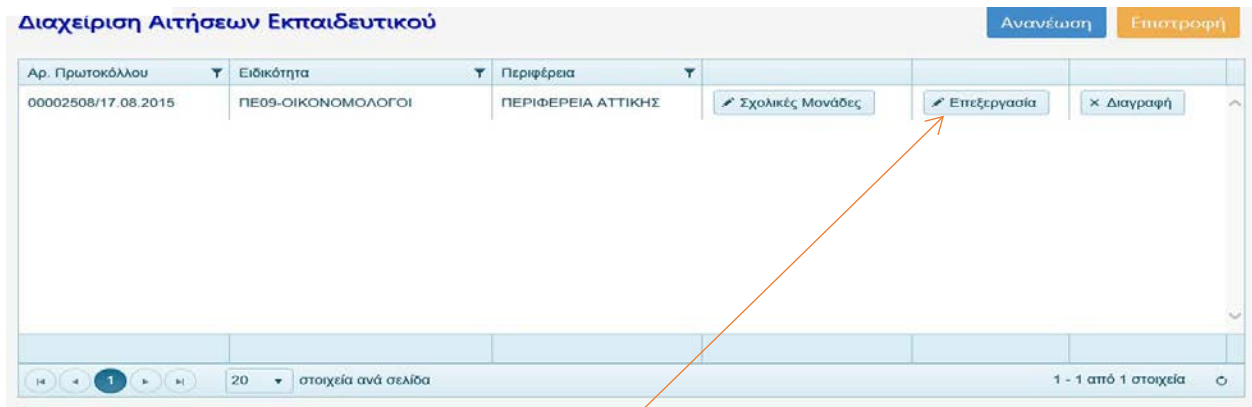 Διαχείριση Αιτήσεων Εκπαιδευτικού Ανανέωση Επιστροφή
Αρ. Πρωτοκόλλου Ειδικότητα Περιφέρεια
00002508/17.08.2015 ΠΕ09-ΟΙΚΟΝΟΜΟΛΟΓΟΙ ΠΕΡΙΦΕΡΕΙΑ ΑΤΤΙΚΗΣ Σχολικές Μονάδες Επεξεργασία × Διαγραφή
1 20 στοιχεία ανά σελίδα 1 - 1 από 1 στοιχεία